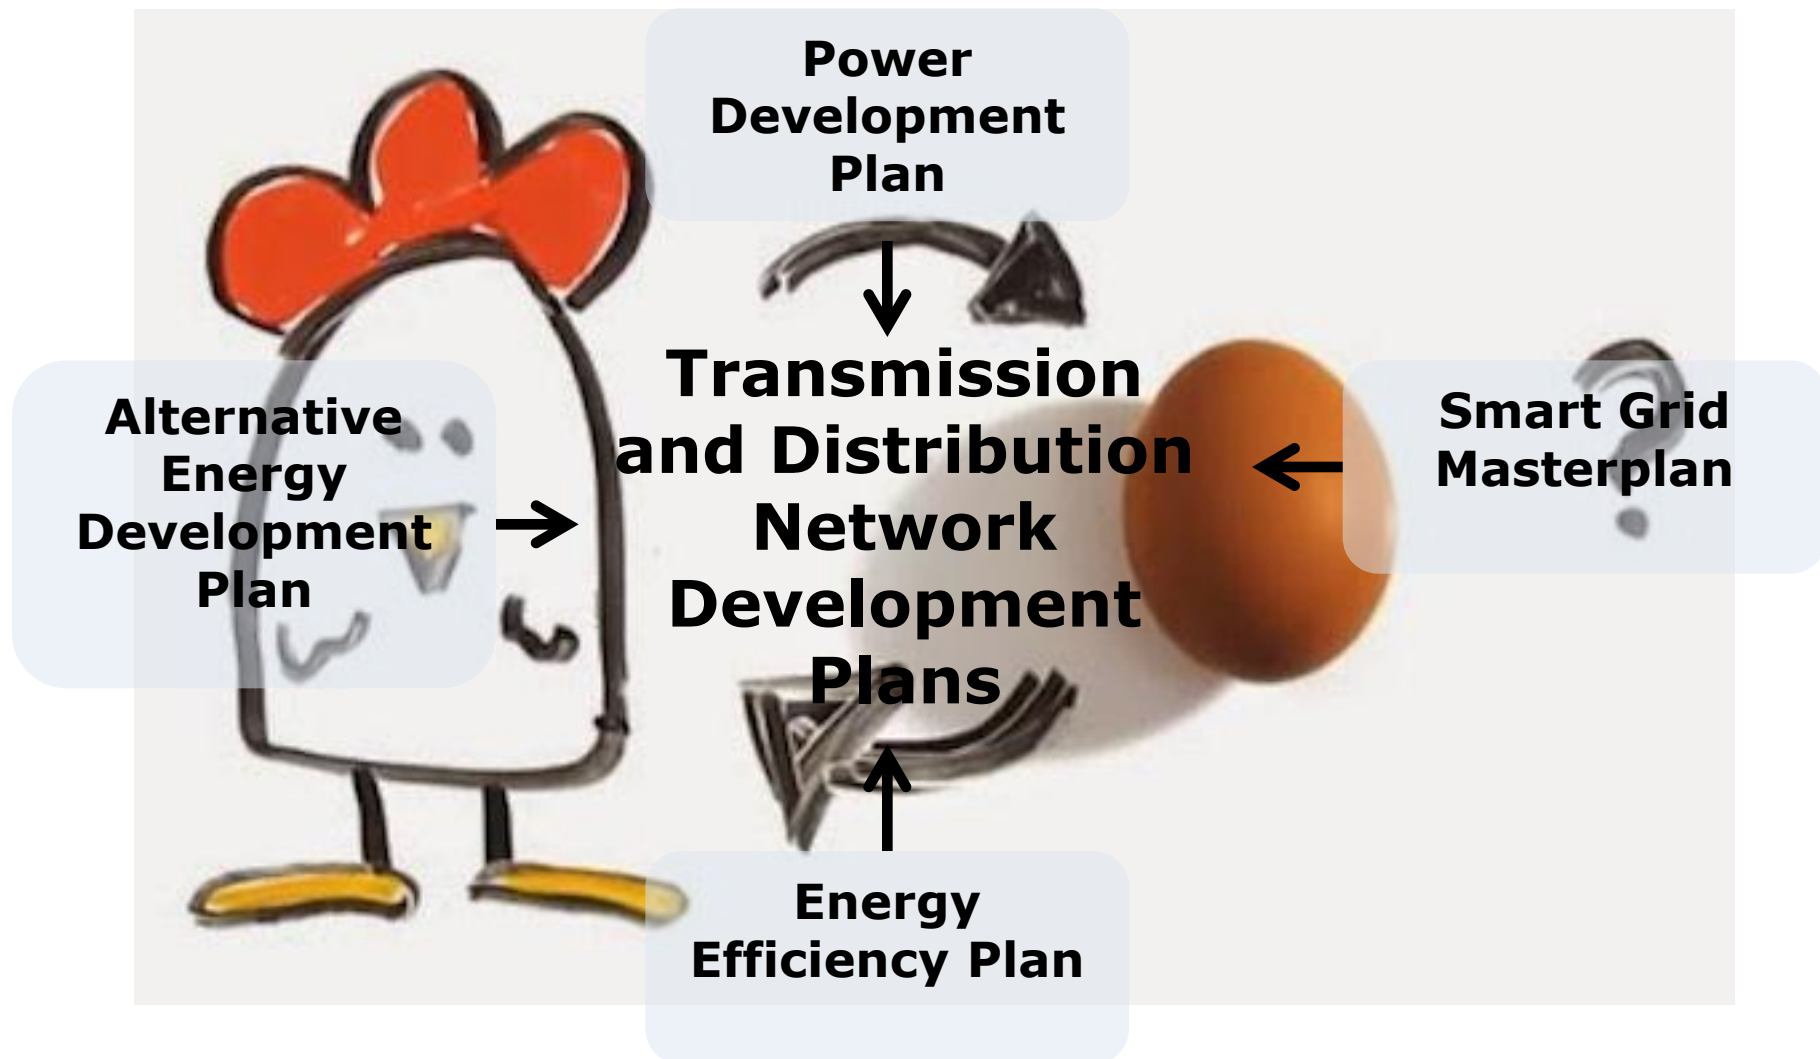 Power
Development
Plan
Transmission
and Distribution
Network
Development
Plans
Alternative
Energy
Development
Plan
Smart Grid
Masterplan
?
Energy
Efficiency Plan